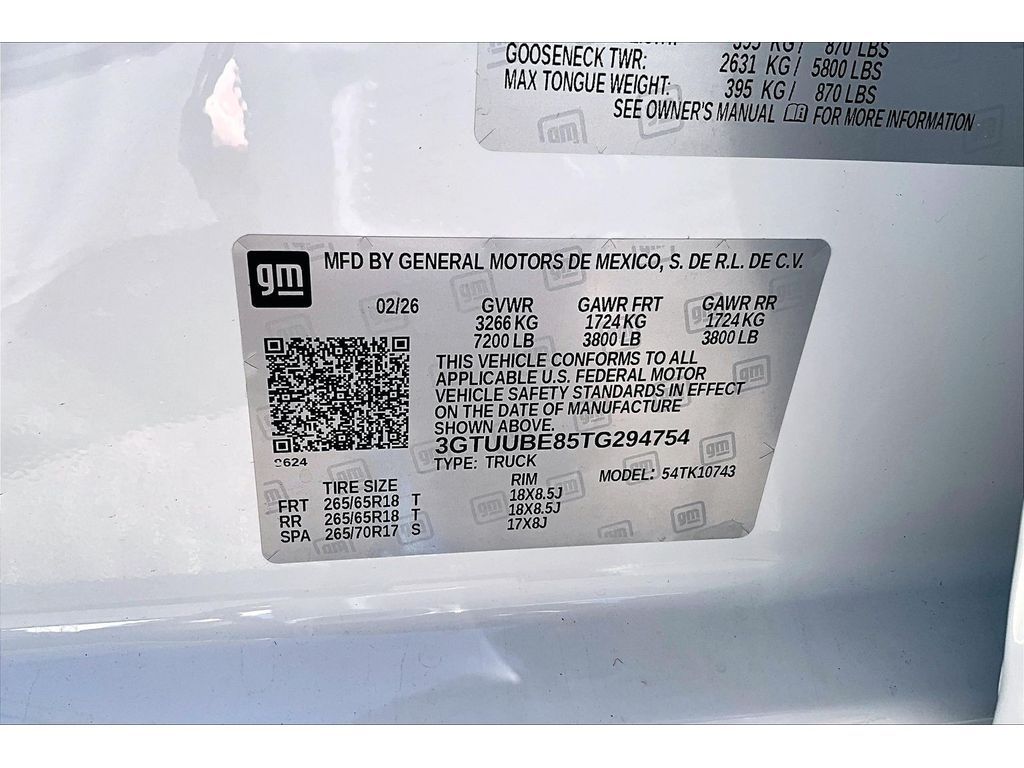 395 KG/ 870 LBS
GOOSENECK TWR: 2631 KG/ 5800 LBS
MAX TONGUE WEIGHT: 395 KG/ 870 LBS
SEE OWNER'S MANUAL FOR MORE INFORMATION
gm MFD BY GENERAL MOTORS DE MEXICO, S. DE R.L. DE C.V.
02/26 GVWR GAWR FRT GAWR RR
3266 KG 1724 KG 1724 KG
7200 LB 3800 LB 3800 LB
THIS VEHICLE CONFORMS TO ALL
APPLICABLE U.S. FEDERAL MOTOR
VEHICLE SAFETY STANDARDS IN EFFECT
ON THE DATE OF MANUFACTURE
SHOWN ABOVE.
3GTUUBE85TG294754
TYPE: TRUCK MODEL: 54TK10743
TIRE SIZE RIM
FRT 265/65R18 T 18X8.5J
RR 265/65R18 T 18X8.5J
SPA 265/70R17 S 17X8J